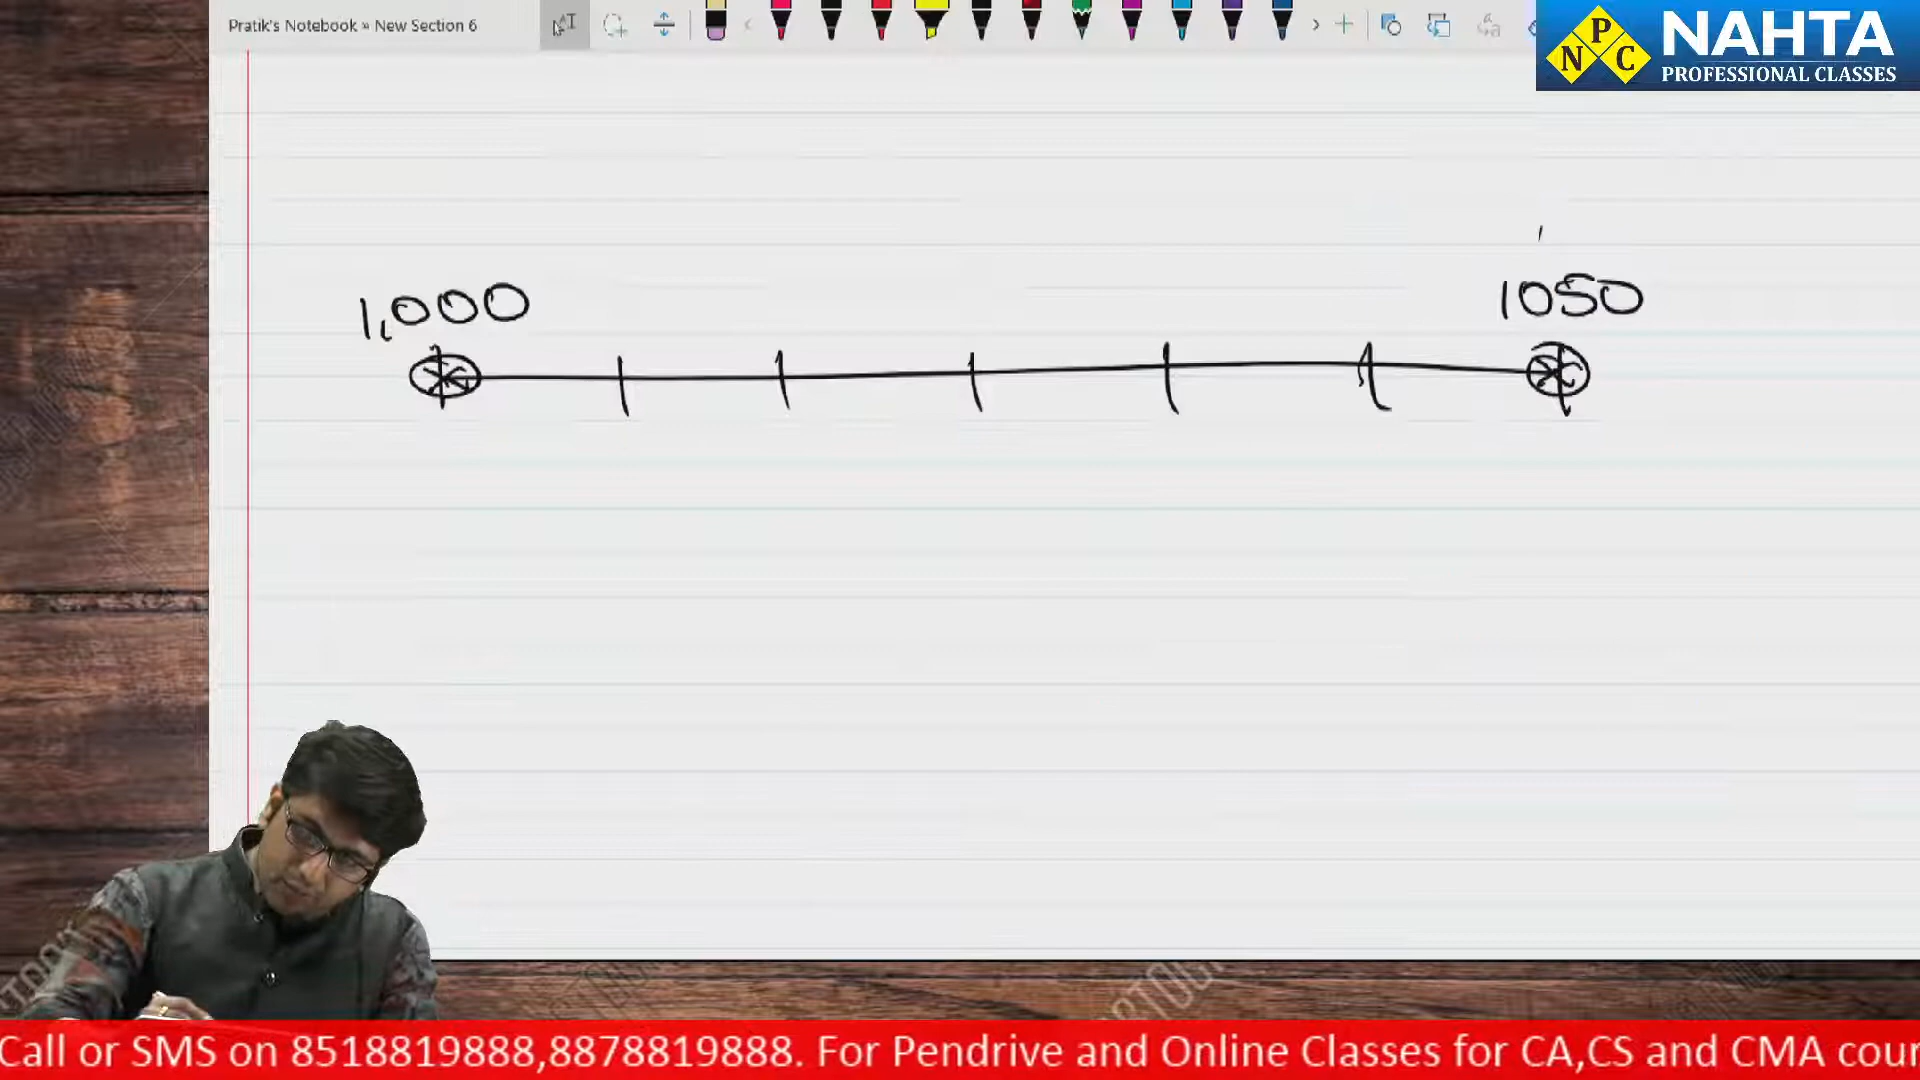 Pratik's Notebook » New Section 6
NPC
NAHTA
PROFESSIONAL CLASSES
1,000
1050
Call or SMS on 8518819888,8878819888. For Pendrive and Online Classes for CA,CS and CMA cour